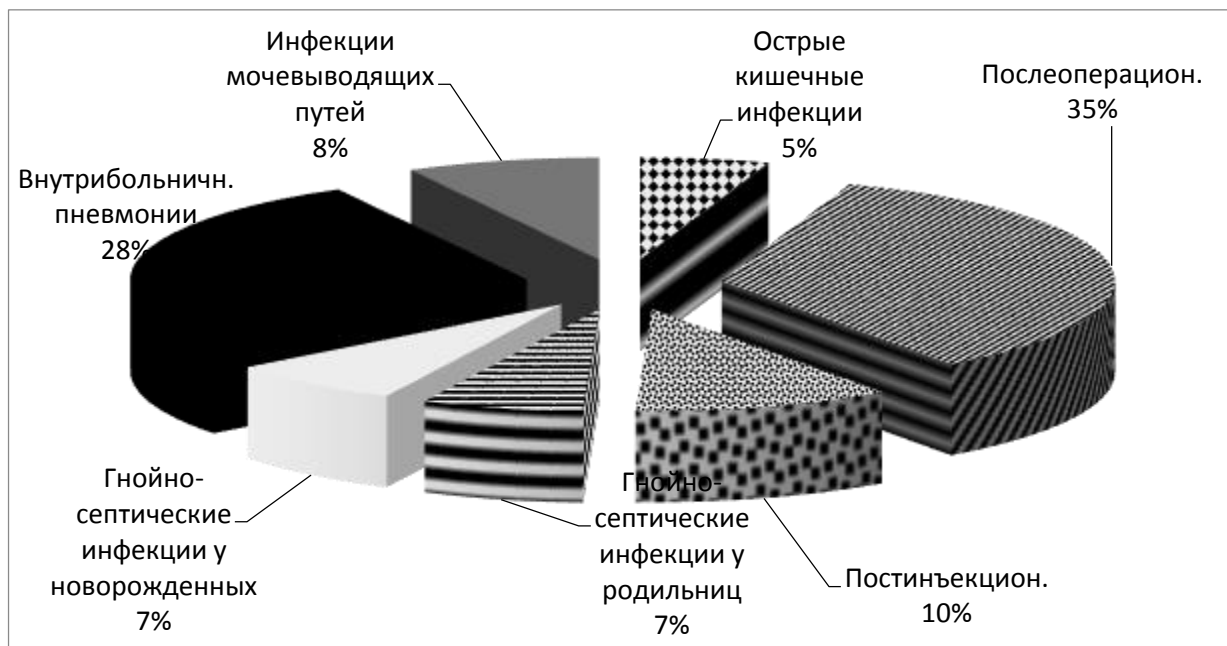 Инфекции
мочевыводящих
путей
8%
Острые
кишечные
инфекции
5%
Послеоперацион.
35%
Внутрибольничн.
пневмонии
28%
Гнойно-
септические
инфекции у
новорожденных
7%
Гнойно-
септические
инфекции у
родильниц
7%
Постинъекцион.
10%